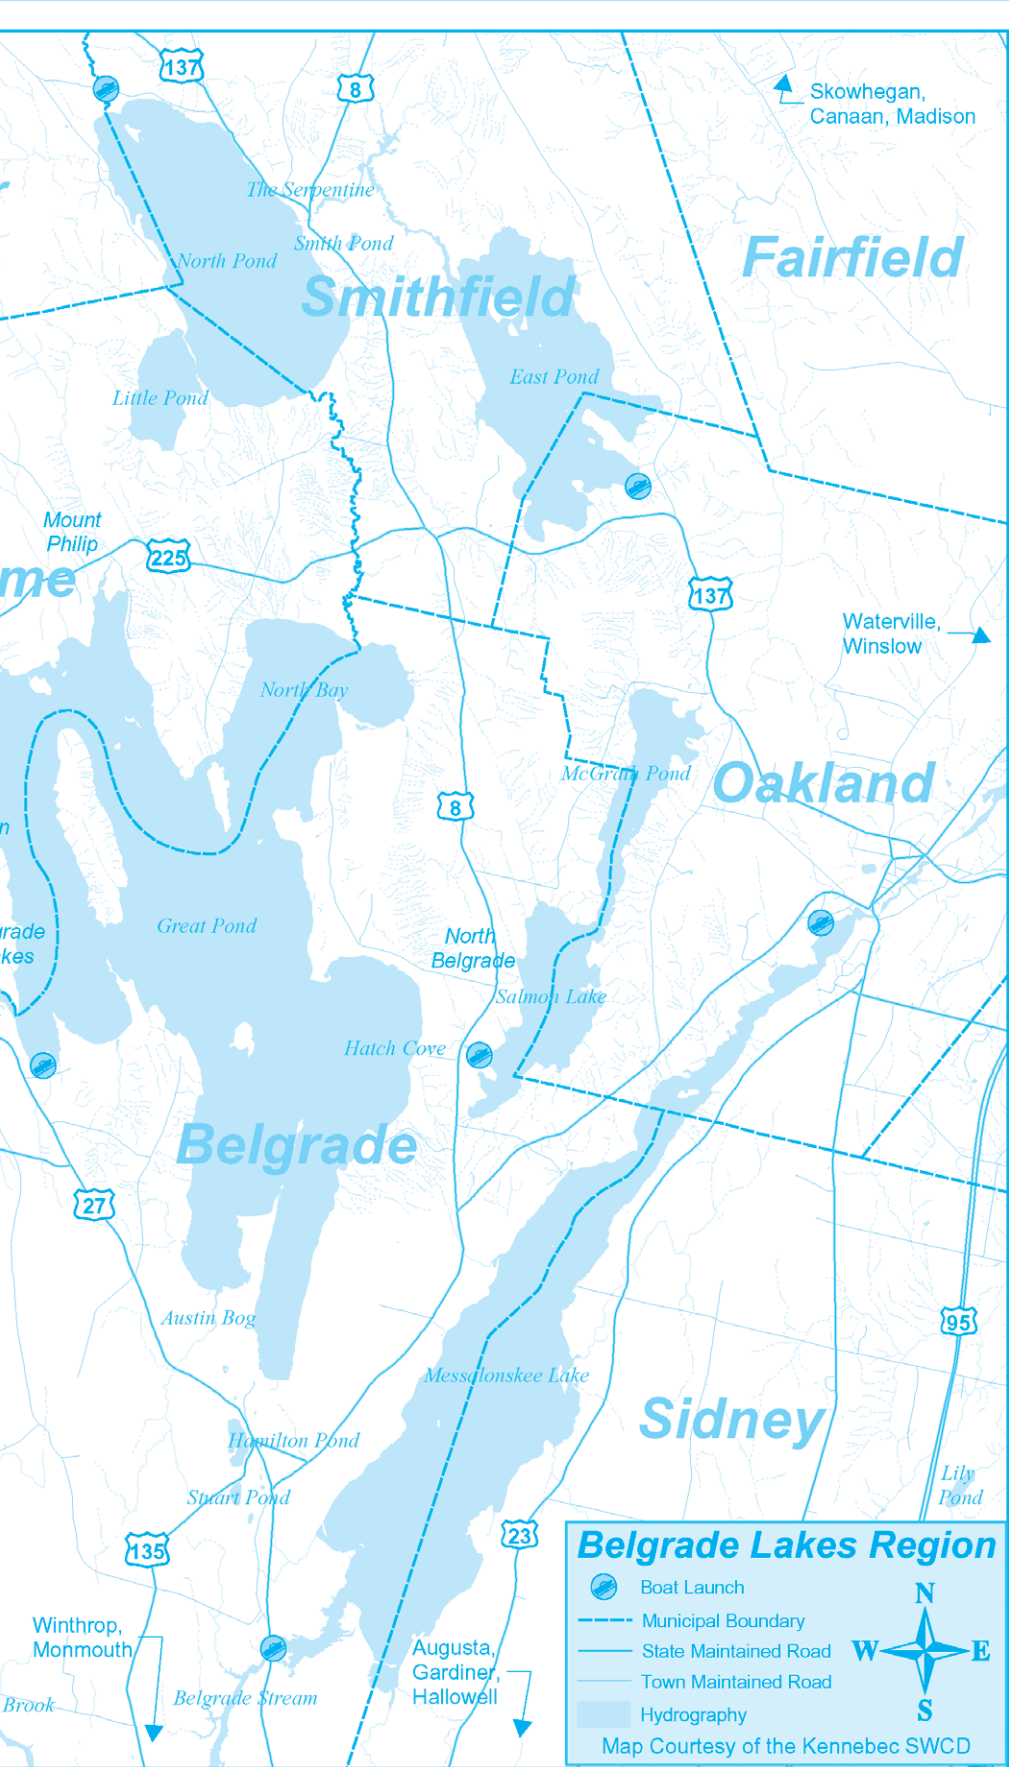 137
8
Skowhegan,
Canaan, Madison
The Serpentine
Smith Pond
North Pond
Fairfield
Smithfield
East Pond
Little Pond
Mount
Philip
225
me
137
Waterville,
Winslow
North Bay
McGrath Pond
Oakland
8
n
Great Pond
grade
kes
North
Belgrade
Salmon Lake
Hatch Cove
Belgrade
27
Austin Bog
95
Messalonskee Lake
Sidney
Hamilton Pond
Lily
Pond
Stuart Pond
135
23
Belgrade Lakes Region
Boat Launch
Municipal Boundary
State Maintained Road
Town Maintained Road
Hydrography
N
W
E
S
Map Courtesy of the Kennebec SWCD
Winthrop,
Monmouth
Augusta,
Gardiner,
Hallowell
Brook
Belgrade Stream